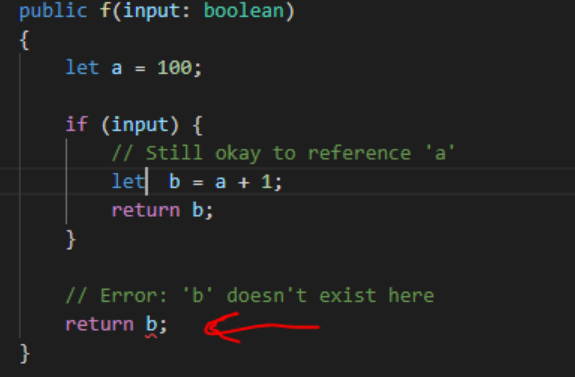 public f(input: boolean)
{
let a = 100;
if (input) {
// Still okay to reference 'a'
let  b = a + 1;
return b;
}
// Error: 'b' doesn't exist here
return b;
}